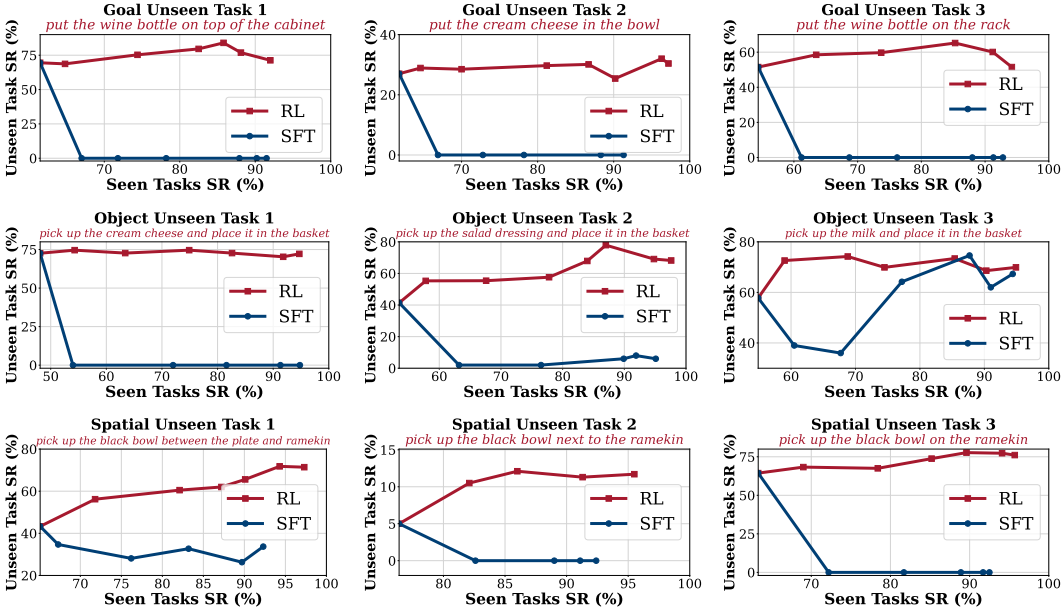 Goal Unseen Task 1
put the wine bottle on top of the cabinet
Unseen Task SR (%)
75
50
25
0
70
80
90
100
Seen Tasks SR (%)
RL
SFT
Goal Unseen Task 2
put the cream cheese in the bowl
Unseen Task SR (%)
40
20
0
70
80
90
100
Seen Tasks SR (%)
RL
SFT
Goal Unseen Task 3
put the wine bottle on the rack
Unseen Task SR (%)
60
40
20
0
60
70
80
90
100
Seen Tasks SR (%)
RL
SFT
Object Unseen Task 1
pick up the cream cheese and place it in the basket
Unseen Task SR (%)
75
50
25
0
50
60
70
80
90
100
Seen Tasks SR (%)
RL
SFT
Object Unseen Task 2
pick up the salad dressing and place it in the basket
Unseen Task SR (%)
80
60
40
20
0
60
70
80
90
100
Seen Tasks SR (%)
RL
SFT
Object Unseen Task 3
pick up the milk and place it in the basket
Unseen Task SR (%)
80
60
40
60
70
80
90
100
Seen Tasks SR (%)
RL
SFT
Spatial Unseen Task 1
pick up the black bowl between the plate and ramekin
Unseen Task SR (%)
80
60
40
20
70
75
80
85
90
95
100
Seen Tasks SR (%)
RL
SFT
Spatial Unseen Task 2
pick up the black bowl next to the ramekin
Unseen Task SR (%)
15
10
5
0
80
85
90
95
100
Seen Tasks SR (%)
RL
SFT
Spatial Unseen Task 3
pick up the black bowl on the ramekin
Unseen Task SR (%)
75
50
25
0
70
80
90
100
Seen Tasks SR (%)
RL
SFT